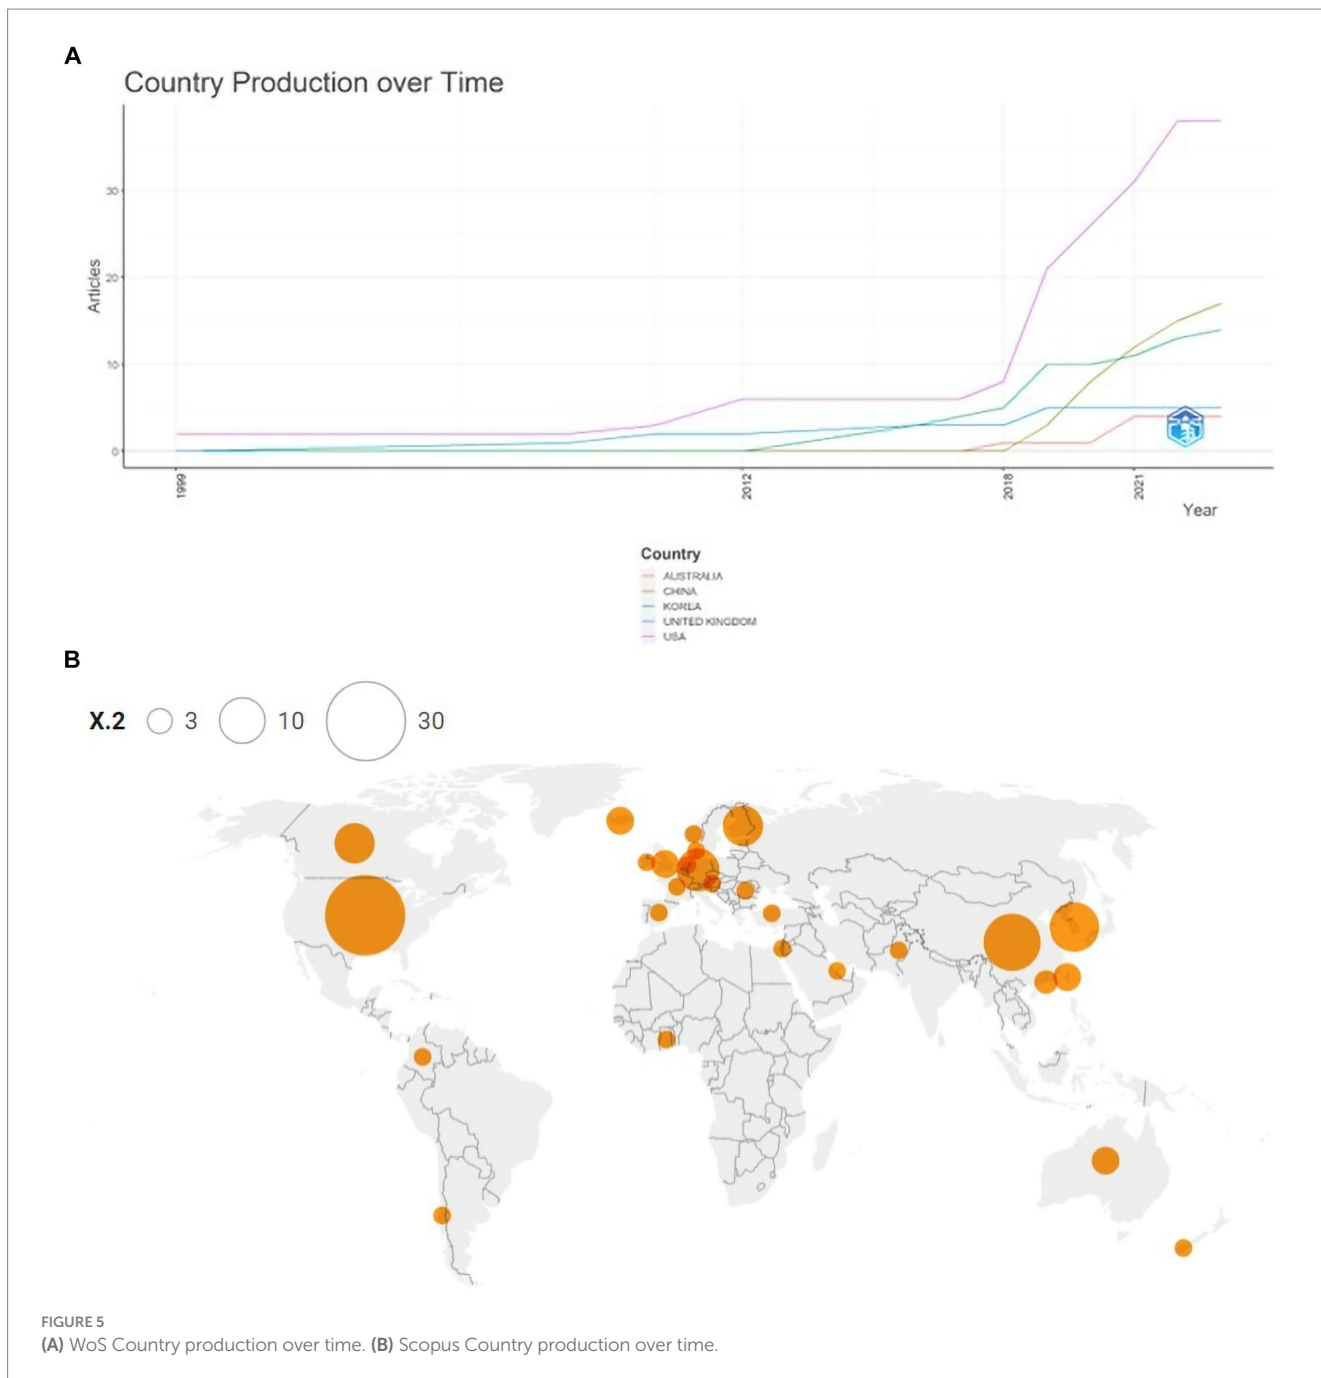 A
Country Production over Time
Articles
30
20
10
0
1999
2012
2018
2021
Year
Country
AUSTRALIA
CHINA
KOREA
UNITED KINGDOM
USA
B
X.2 3 10 30
FIGURE 5
(A) WoS Country production over time. (B) Scopus Country production over time.